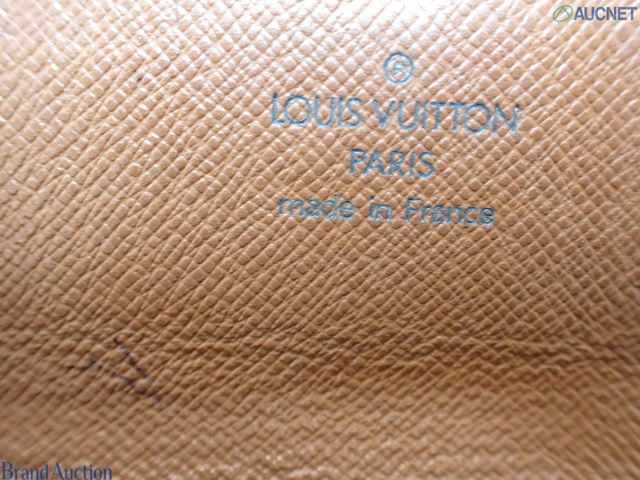 AUCNET
®
LOUIS VUITTON
PARIS
made in France
Brand Auction